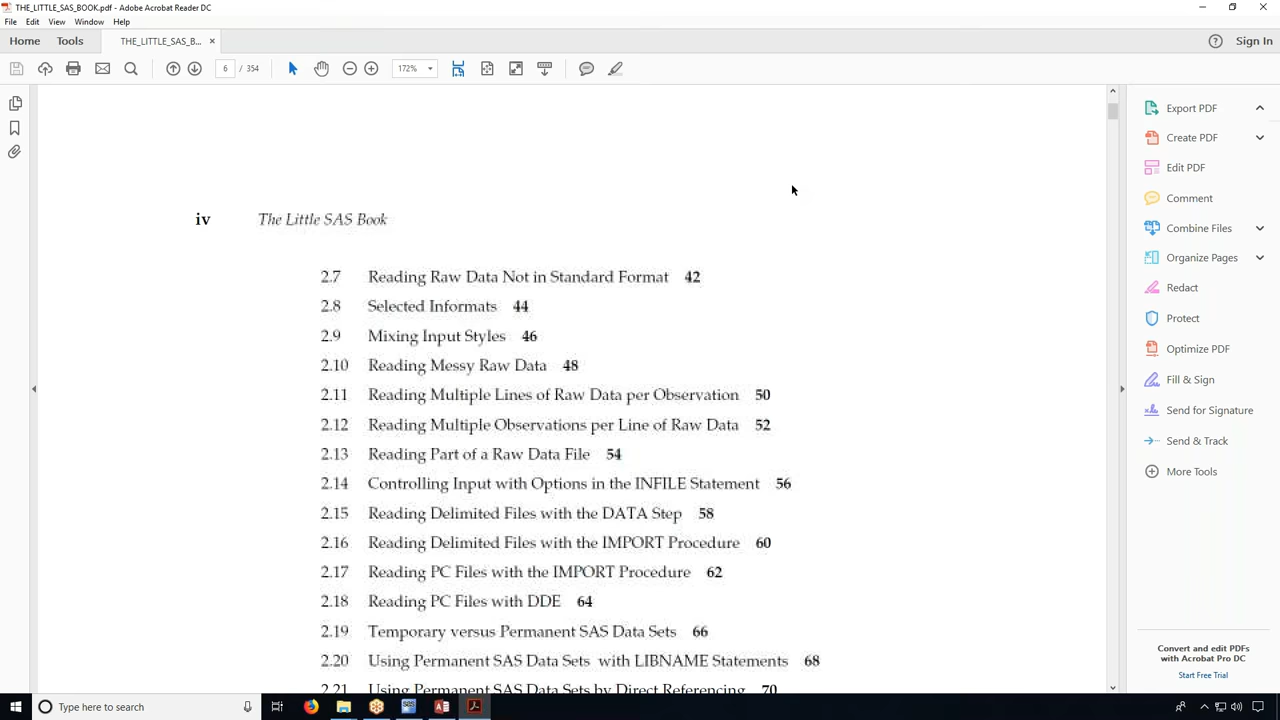 THE_LITTLE_SAS_BOOK.pdf - Adobe Acrobat Reader DC
File Edit View Window Help
Home Tools THE_LITTLE_SAS_B... × Sign In
6 / 354 172%
Export PDF
Create PDF
Edit PDF
Comment
Combine Files
Organize Pages
Redact
Protect
Optimize PDF
Fill & Sign
Send for Signature
Send & Track
More Tools
Convert and edit PDFs
with Acrobat Pro DC
Start Free Trial
iv The Little SAS Book
2.7 Reading Raw Data Not in Standard Format 42
2.8 Selected Informats 44
2.9 Mixing Input Styles 46
2.10 Reading Messy Raw Data 48
2.11 Reading Multiple Lines of Raw Data per Observation 50
2.12 Reading Multiple Observations per Line of Raw Data 52
2.13 Reading Part of a Raw Data File 54
2.14 Controlling Input with Options in the INFILE Statement 56
2.15 Reading Delimited Files with the DATA Step 58
2.16 Reading Delimited Files with the IMPORT Procedure 60
2.17 Reading PC Files with the IMPORT Procedure 62
2.18 Reading PC Files with DDE 64
2.19 Temporary versus Permanent SAS Data Sets 66
2.20 Using Permanent SAS Data Sets with LIBNAME Statements 68
2.21 Using Permanent SAS Data Sets by Direct Referencing 70
Type here to search